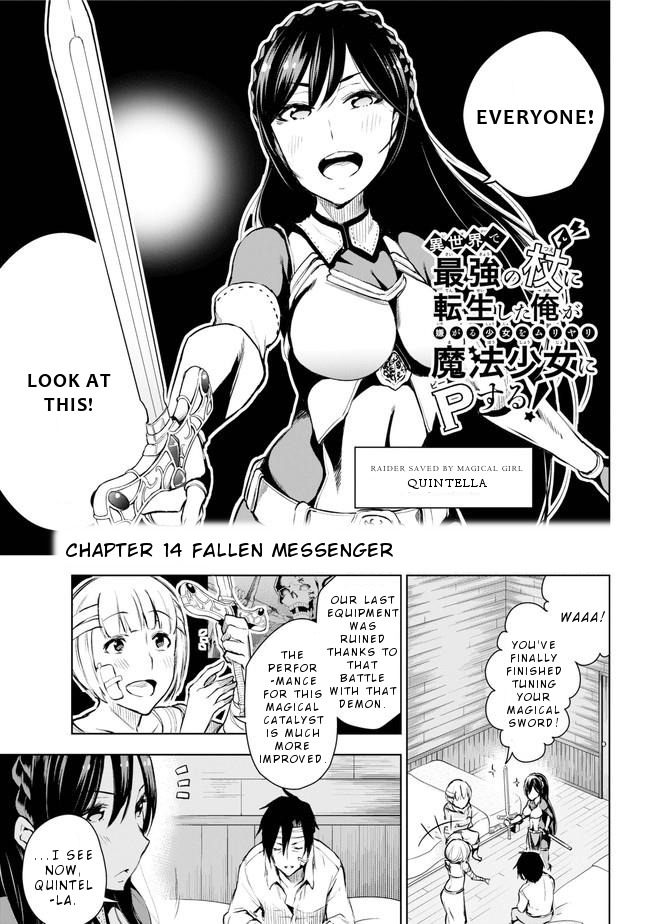 EVERYONE!
異世界で
最強の杖に
転生した俺が
嫌がる少女をムリヤリ
魔法少女に
Pする!
LOOK AT
THIS!
RAIDER SAVED BY MAGICAL GIRL
QUINTELLA
CHAPTER 14 FALLEN MESSENGER
WAAA!
YOU'VE
FINALLY
FINISHED
TUNING
YOUR
MAGICAL
SWORD!
OUR LAST
EQUIPMENT
WAS
RUINED
THANKS TO
THAT
BATTLE
WITH THAT
DEMON.
THE
PERFOR
-MANCE
FOR THIS
MAGICAL
CATALYST
IS MUCH
MORE
IMPROVED.
...I SEE
NOW,
QUINTEL
-LA.